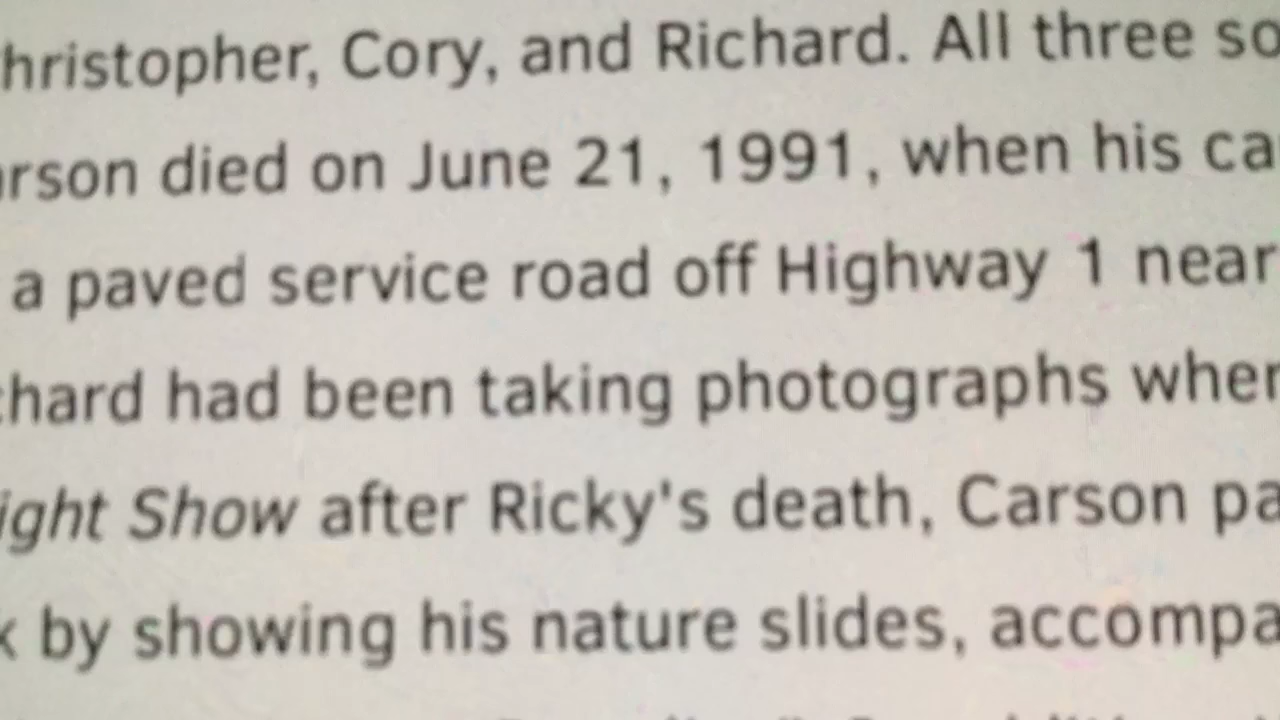 hristopher, Cory, and Richard. All three so
rson died on June 21, 1991, when his ca
a paved service road off Highway 1 near
hard had been taking photographs when
ight Show after Ricky's death, Carson pa
k by showing his nature slides, accompa